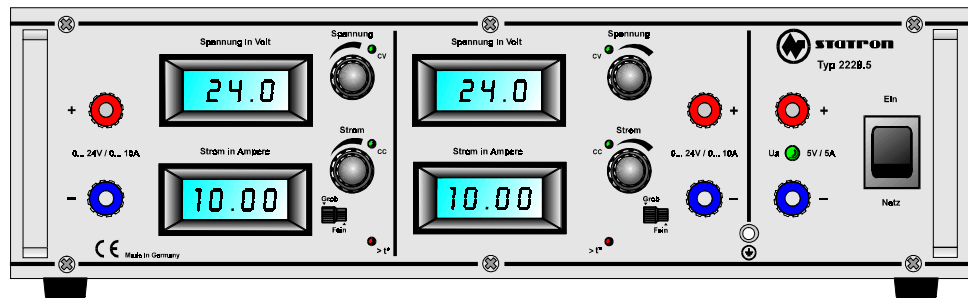 Spannung in Volt
Spannung
CV
24.0
+
0... 24V / 0... 10A
Strom in Ampere
Strom
CC
10.00
−
Grob
Fein
> t°
CE Made in Germany
Spannung in Volt
Spannung
CV
24.0
+
Strom in Ampere
Strom
CC
0... 24V / 0... 10A
10.00
−
Grob
Fein
> t°
STATRON
Typ 2229.5
+
Ein
Ua
5V / 5A
−
Netz